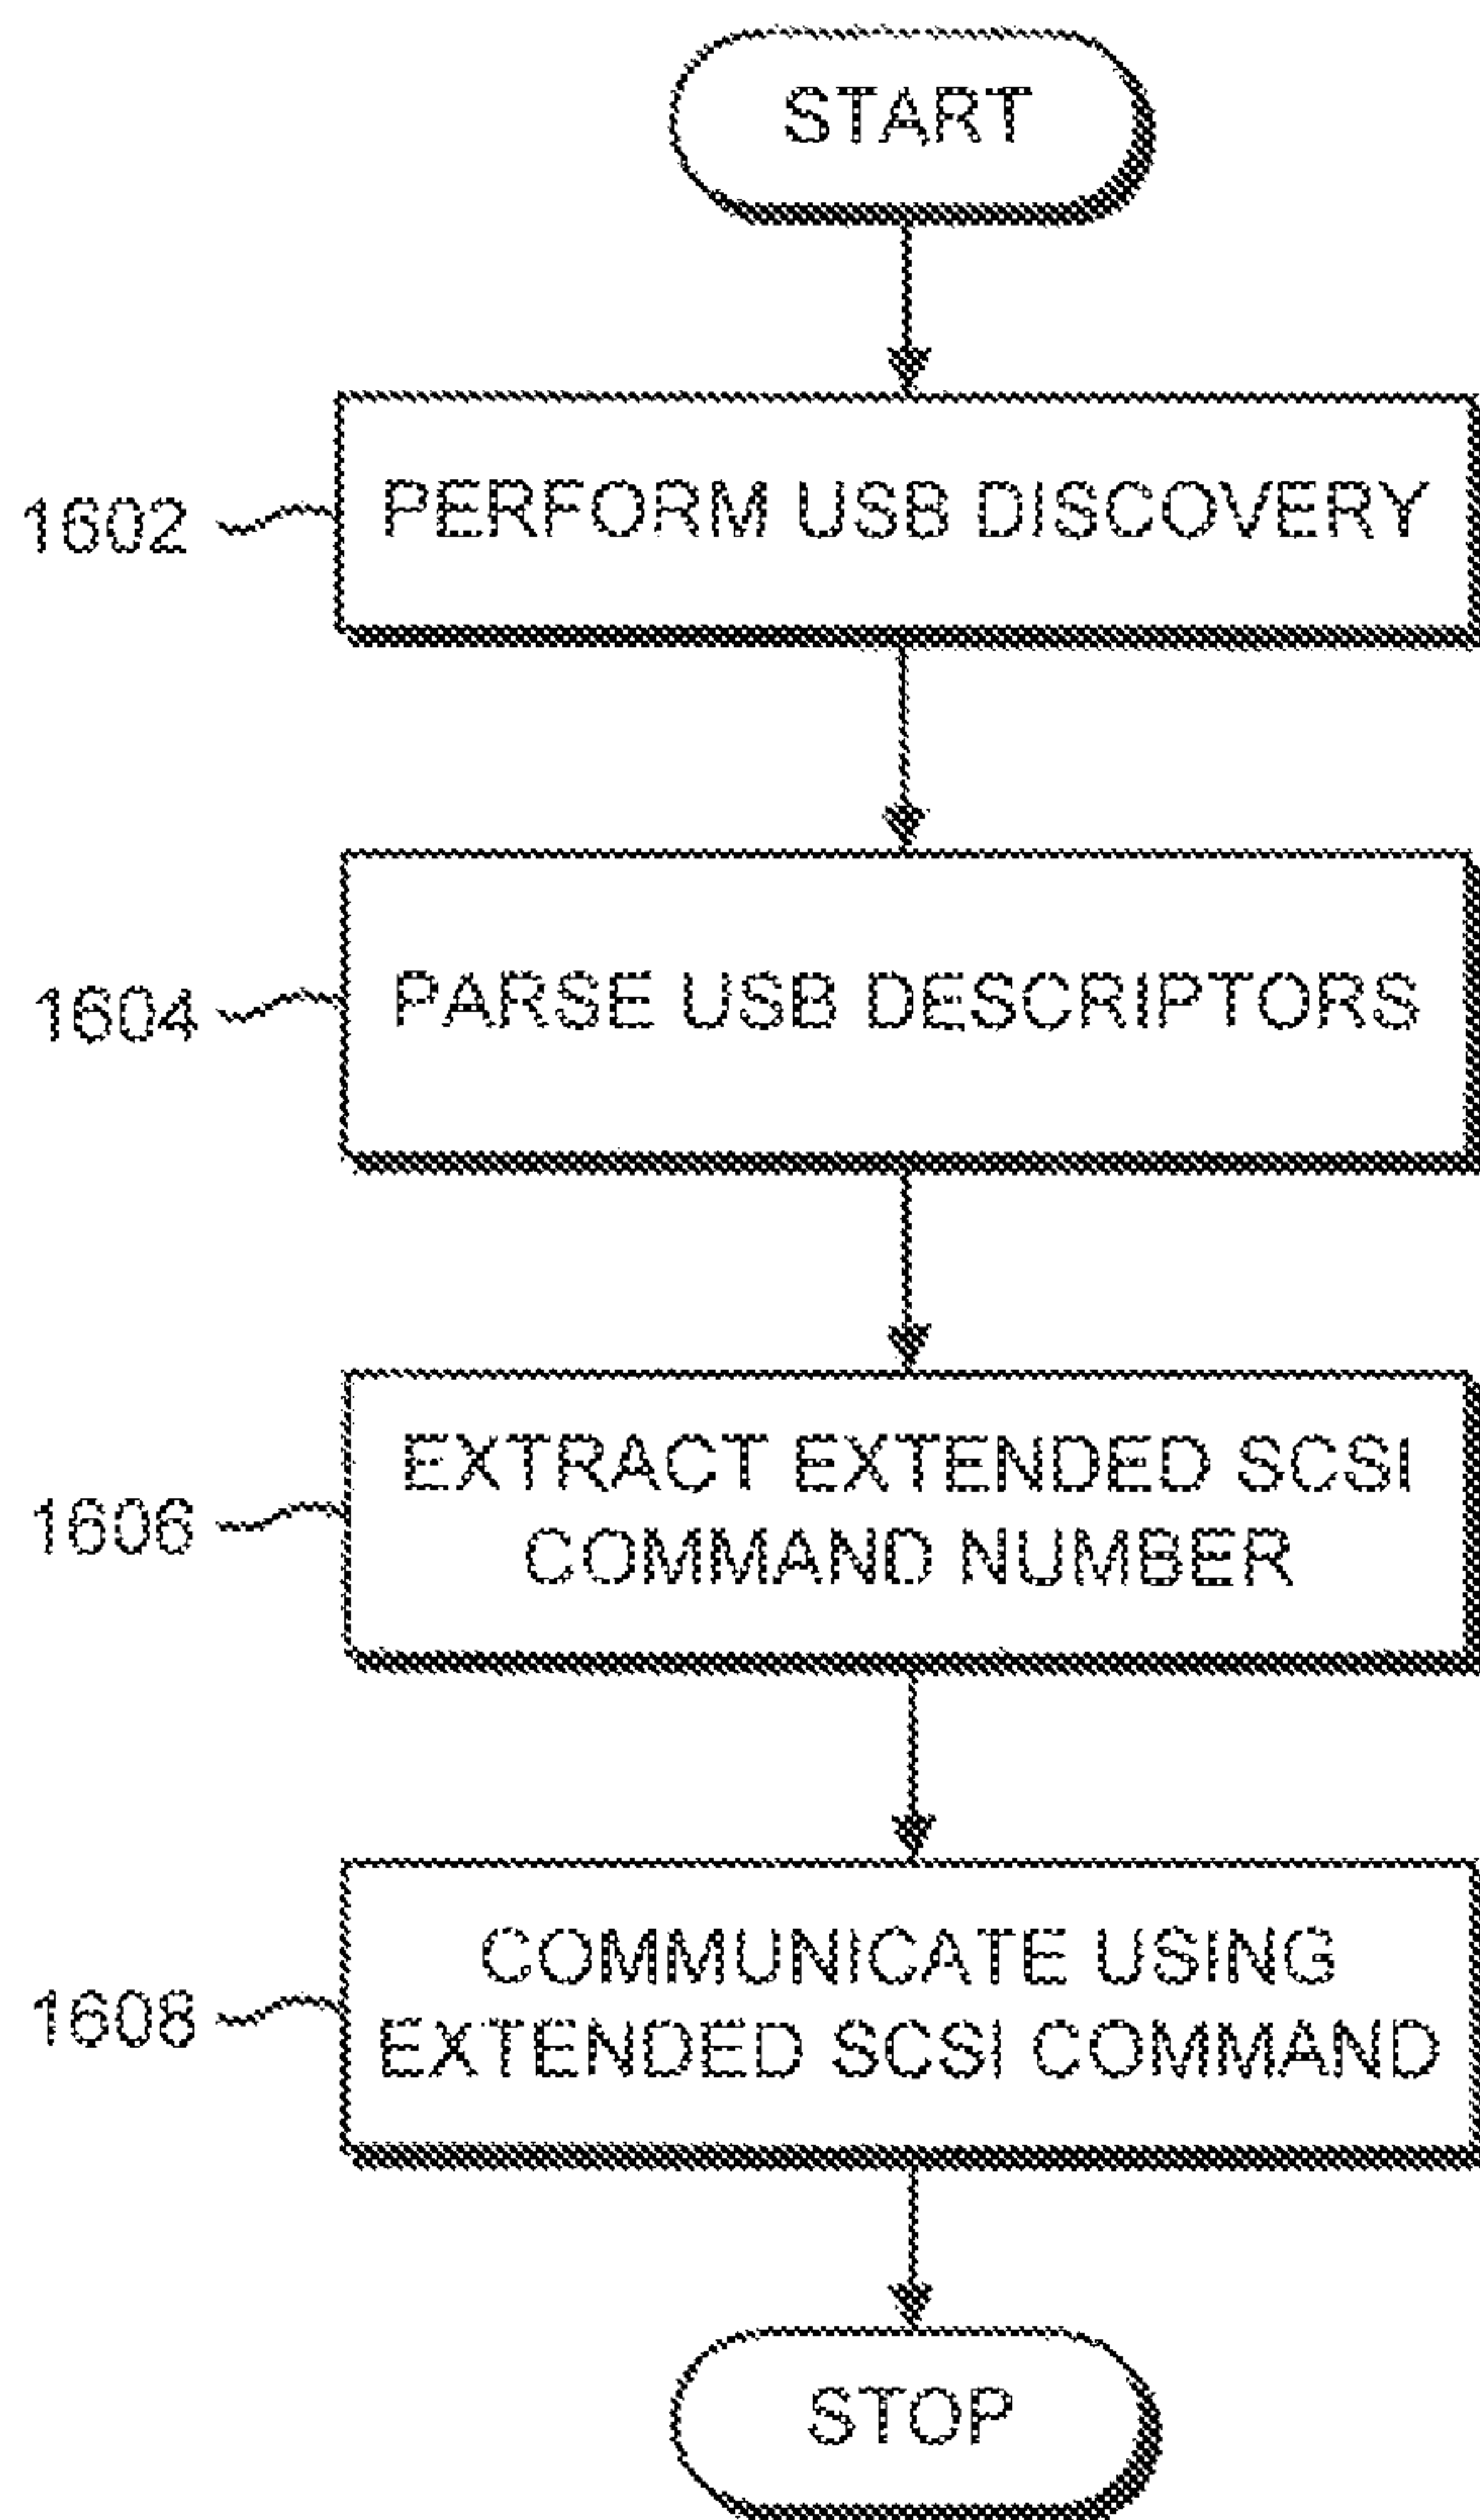 START
1602
PERFORM USB DISCOVERY
1604
PARSE USB DESCRIPTORS
1606
EXTRACT EXTENDED SCSI
COMMAND NUMBER
1608
COMMUNICATE USING
EXTENDED SCSI COMMAND
STOP